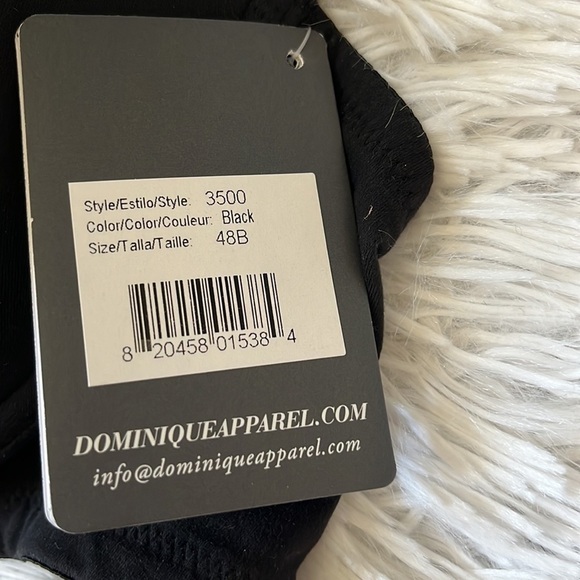 Style/Estilo/Style: 3500
Color/Color/Couleur: Black
Size/Talla/Taille: 48B
8 20458 01538 4
DOMINIQUEAPPAREL.COM
info@dominiqueapparel.com